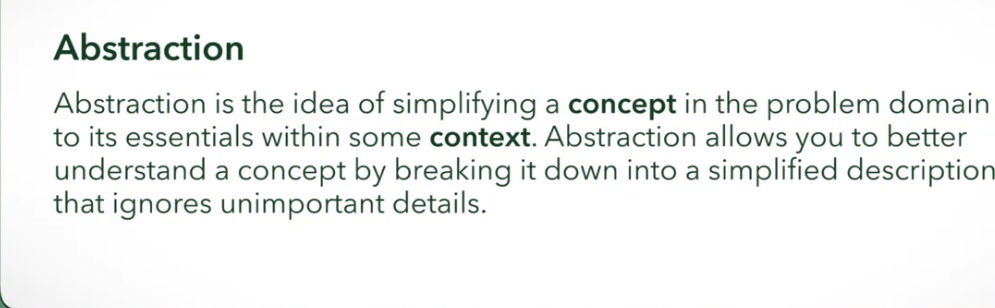 Abstraction
Abstraction is the idea of simplifying a concept in the problem domain
to its essentials within some context. Abstraction allows you to better
understand a concept by breaking it down into a simplified description
that ignores unimportant details.